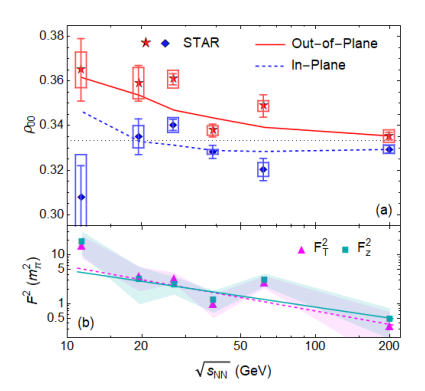 0.38
0.36
0.34
0.32
0.30
ρ00
STAR
Out-of-Plane
In-Plane
(a)
10
5
1
0.5
F² (m²π)
F²T F²z
(b)
10 20 50 100 200
√sNN (GeV)